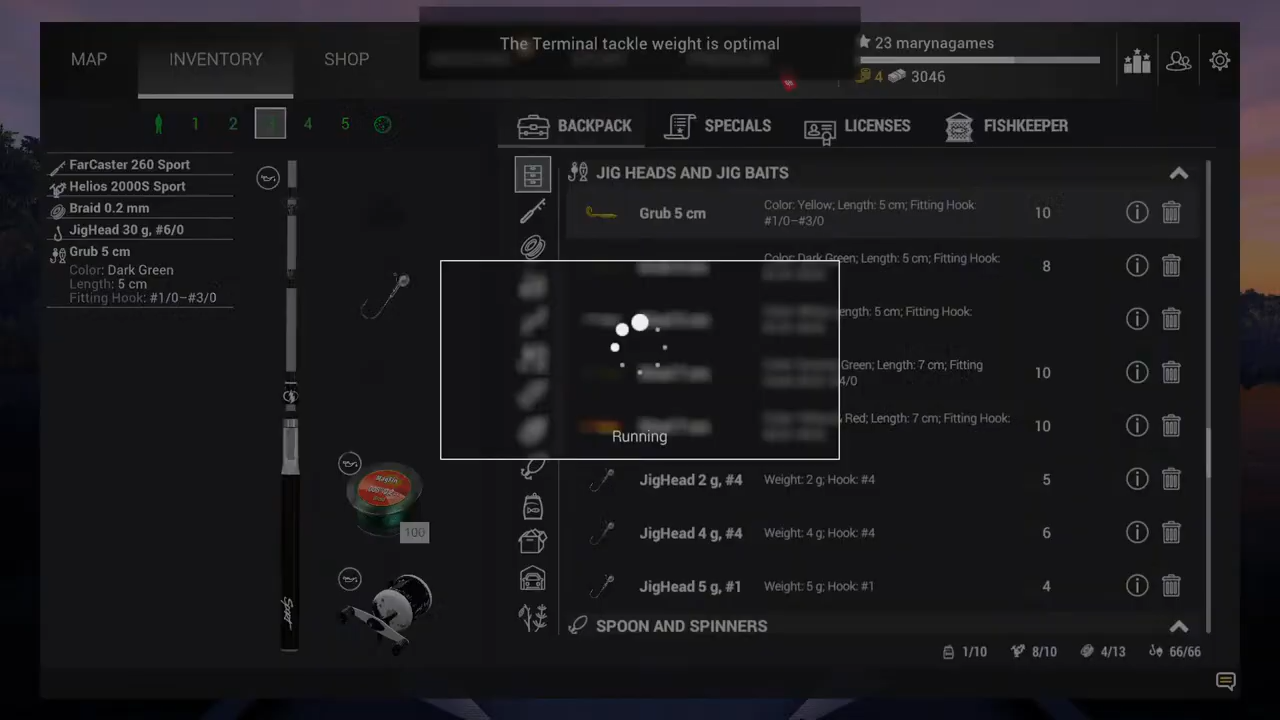 The Terminal tackle weight is optimal
MAP
INVENTORY
SHOP
23 marynagames
4
3046
1
2
3
4
5
BACKPACK
SPECIALS
LICENSES
FISHKEEPER
FarCaster 260 Sport
Helios 2000S Sport
Braid 0.2 mm
JigHead 30 g, #6/0
Grub 5 cm
Color: Dark Green
Length: 5 cm
Fitting Hook: #1/0–#3/0
100
Sport
JIG HEADS AND JIG BAITS
Grub 5 cm
Color: Yellow; Length: 5 cm; Fitting Hook:
#1/0–#3/0
10
Color: Dark Green; Length: 5 cm; Fitting Hook:
8
ength: 5 cm; Fitting Hook:
Green; Length: 7 cm; Fitting
4/0
10
Red; Length: 7 cm; Fitting Hook:
10
Running
JigHead 2 g, #4
Weight: 2 g; Hook: #4
5
JigHead 4 g, #4
Weight: 4 g; Hook: #4
6
JigHead 5 g, #1
Weight: 5 g; Hook: #1
4
SPOON AND SPINNERS
1/10
8/10
4/13
66/66